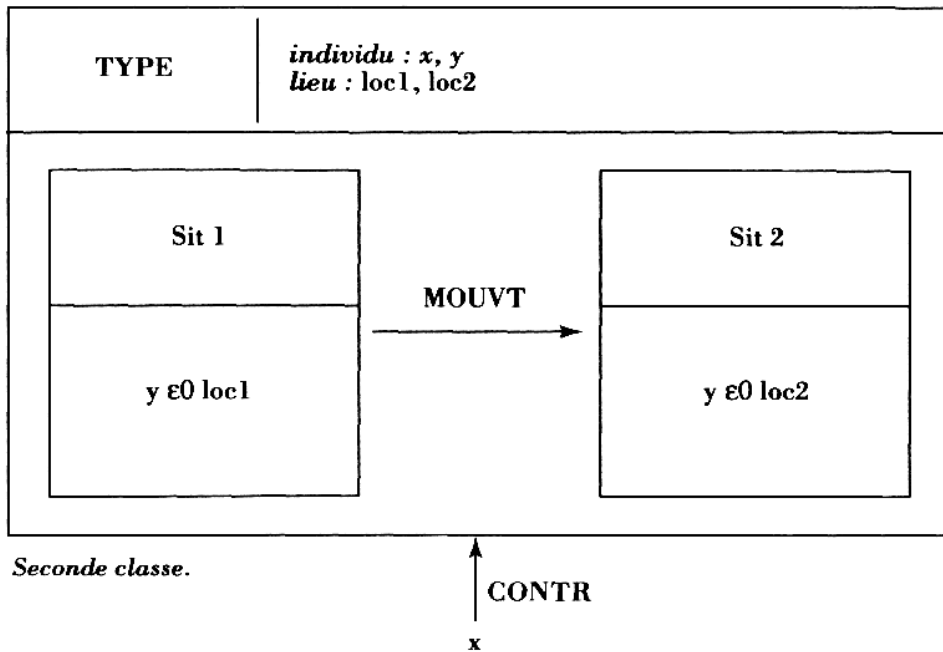 TYPE
individu : x, y
lieu : loc1, loc2
Sit 1
Sit 2
MOUVT
y ε0 loc1
y ε0 loc2
Seconde classe.
CONTR
x